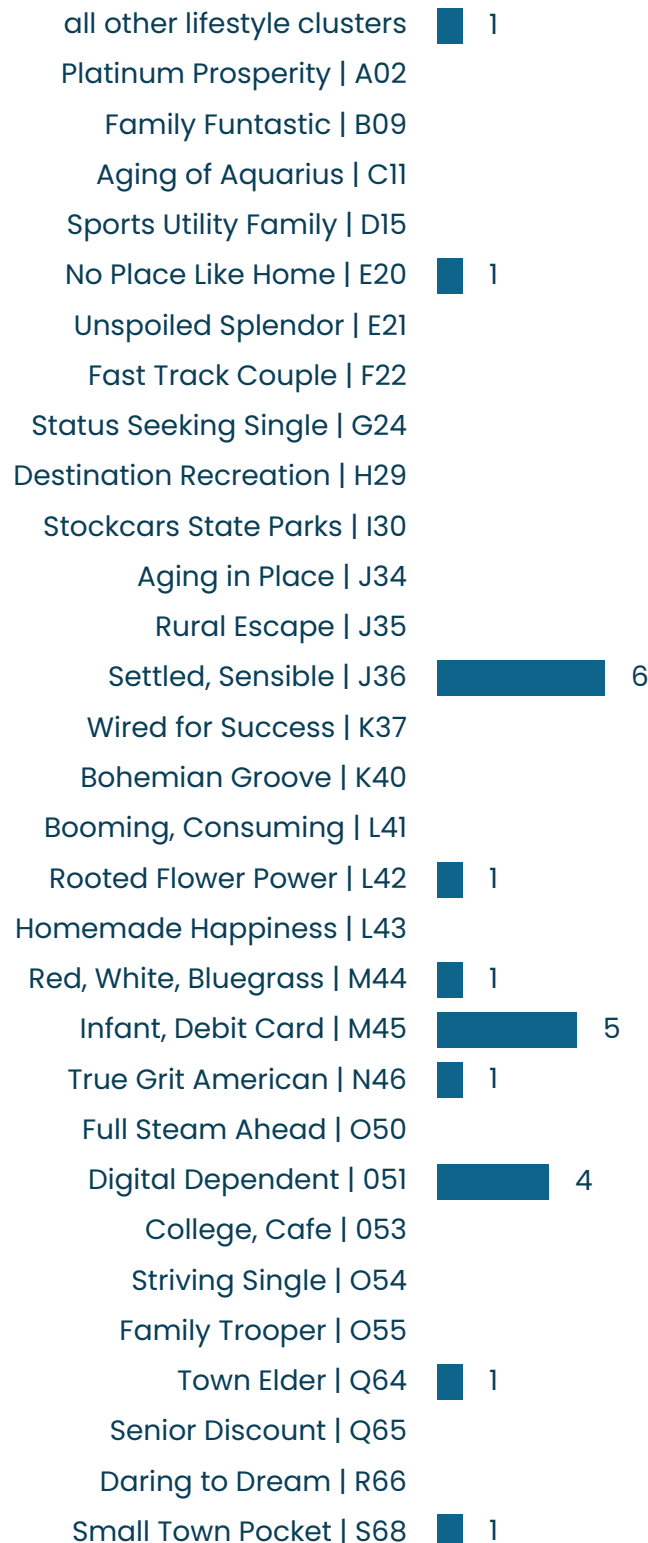 all other lifestyle clusters 1
Platinum Prosperity | A02
Family Funtastic | B09
Aging of Aquarius | C11
Sports Utility Family | D15
No Place Like Home | E20 1
Unspoiled Splendor | E21
Fast Track Couple | F22
Status Seeking Single | G24
Destination Recreation | H29
Stockcars State Parks | I30
Aging in Place | J34
Rural Escape | J35
Settled, Sensible | J36 6
Wired for Success | K37
Bohemian Groove | K40
Booming, Consuming | L41
Rooted Flower Power | L42 1
Homemade Happiness | L43
Red, White, Bluegrass | M44 1
Infant, Debit Card | M45 5
True Grit American | N46 1
Full Steam Ahead | O50
Digital Dependent | 051 4
College, Cafe | 053
Striving Single | O54
Family Trooper | O55
Town Elder | Q64 1
Senior Discount | Q65
Daring to Dream | R66
Small Town Pocket | S68 1